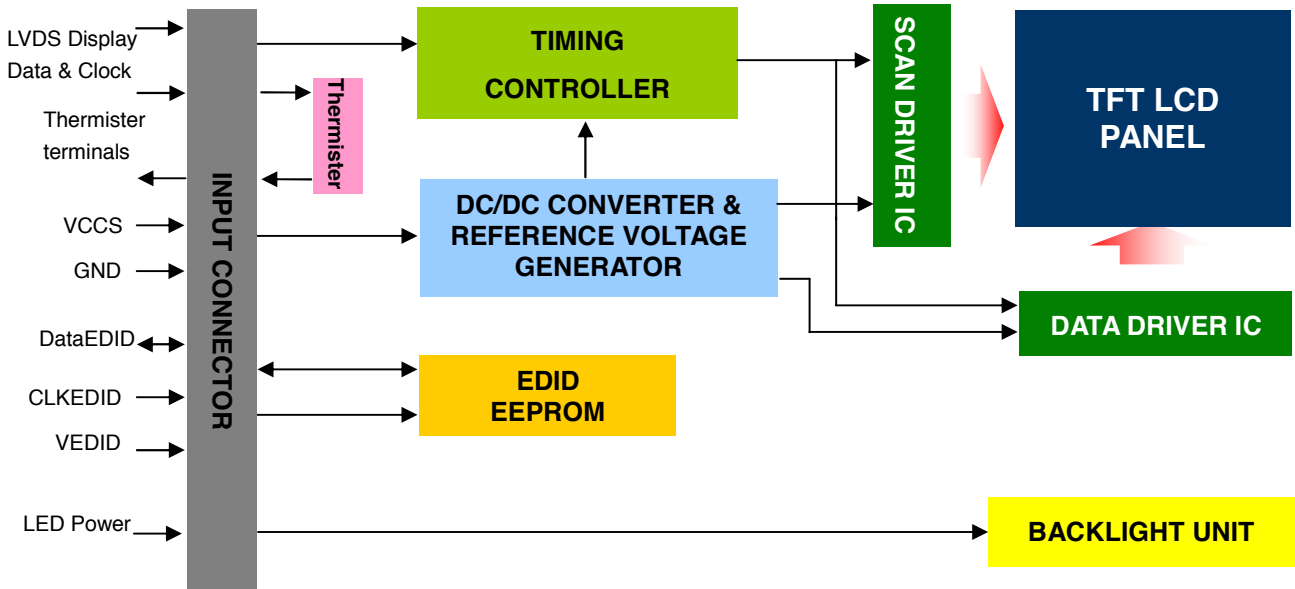 LVDS Display
Data & Clock
Thermister
terminals
VCCS
GND
DataEDID
CLKEDID
VEDID
LED Power
INPUT CONNECTOR
Thermister
TIMING
CONTROLLER
DC/DC CONVERTER &
REFERENCE VOLTAGE
GENERATOR
EDID
EEPROM
SCAN DRIVER IC
TFT LCD
PANEL
DATA DRIVER IC
BACKLIGHT UNIT